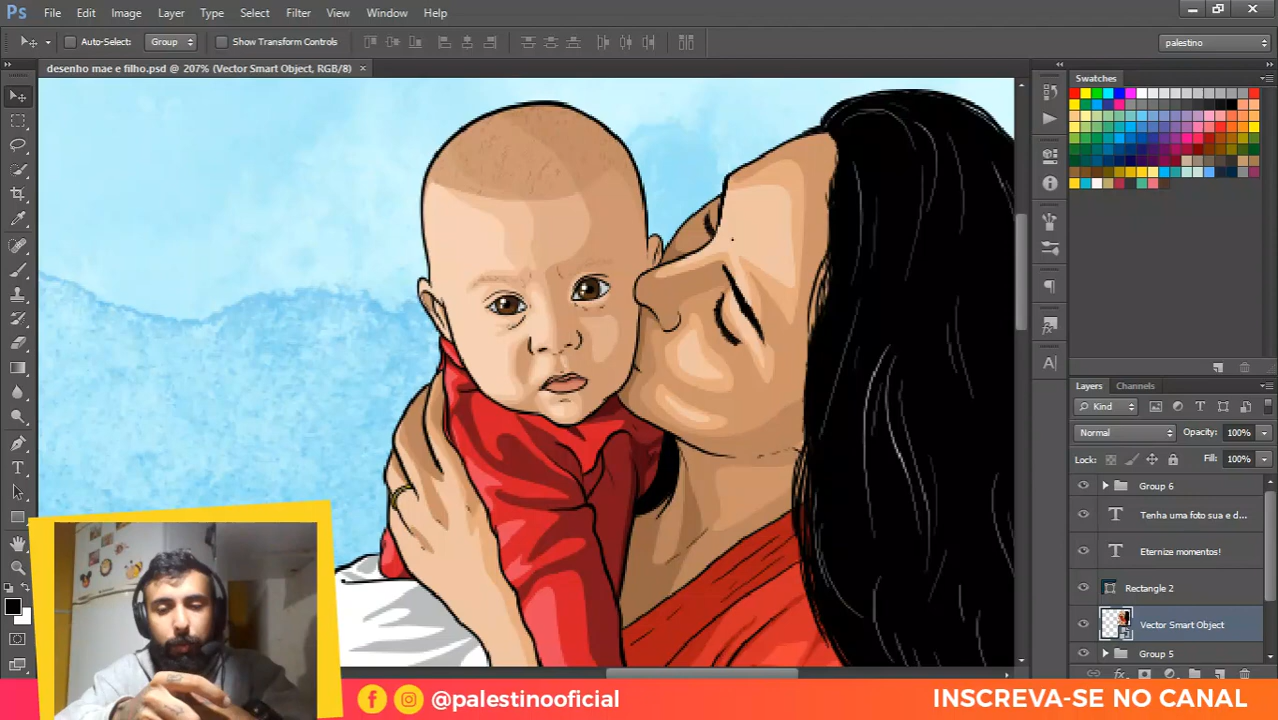 Ps File Edit Image Layer Type Select Filter View Window Help
Auto-Select: Group Show Transform Controls palestino
desenho mae e filho.psd @ 207% (Vector Smart Object, RGB/8) ×
Swatches
Layers Channels
Kind
Normal Opacity: 100%
Lock: Fill: 100%
Group 6
Tenha uma foto sua e d...
Eternize momentos!
Rectangle 2
Vector Smart Object
Group 5
@palestinooficial INSCREVA-SE NO CANAL